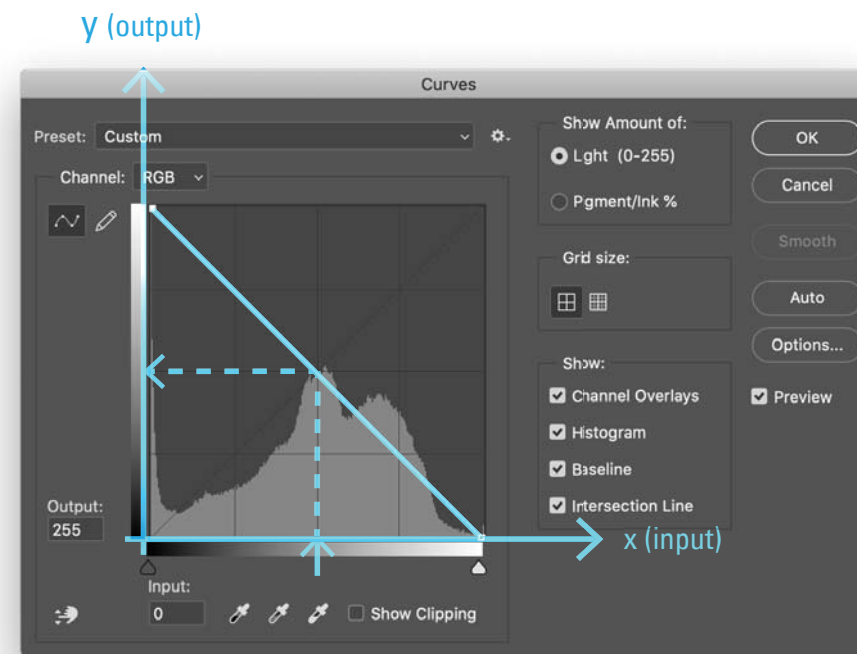 y (output)
Curves
Preset: Custom
Channel: RGB
Output:
255
Input:
0
Show Clipping
x (input)
Show Amount of:
Lght (0-255)
Pgment/Ink %
Grid size:
Show:
Channel Overlays
Histogram
Baseline
Intersection Line
OK
Cancel
Smooth
Auto
Options...
Preview